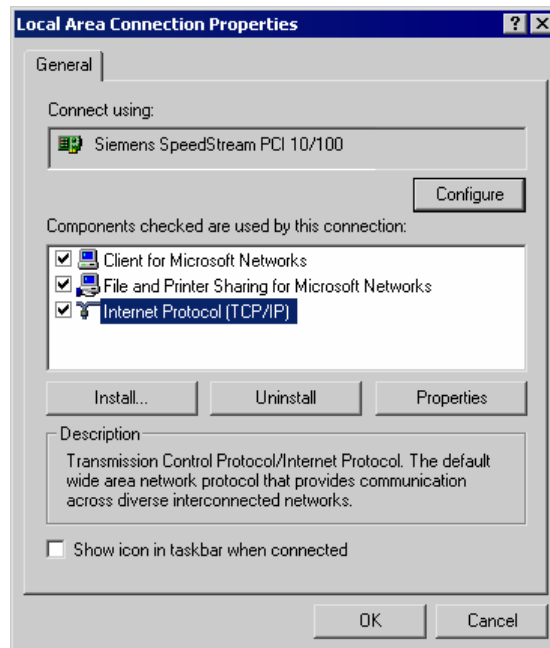 Local Area Connection Properties
General
Connect using:
Siemens SpeedStream PCI 10/100
Configure
Components checked are used by this connection:
Client for Microsoft Networks
File and Printer Sharing for Microsoft Networks
Internet Protocol (TCP/IP)
Install... Uninstall Properties
Description
Transmission Control Protocol/Internet Protocol. The default
wide area network protocol that provides communication
across diverse interconnected networks.
Show icon in taskbar when connected
OK Cancel